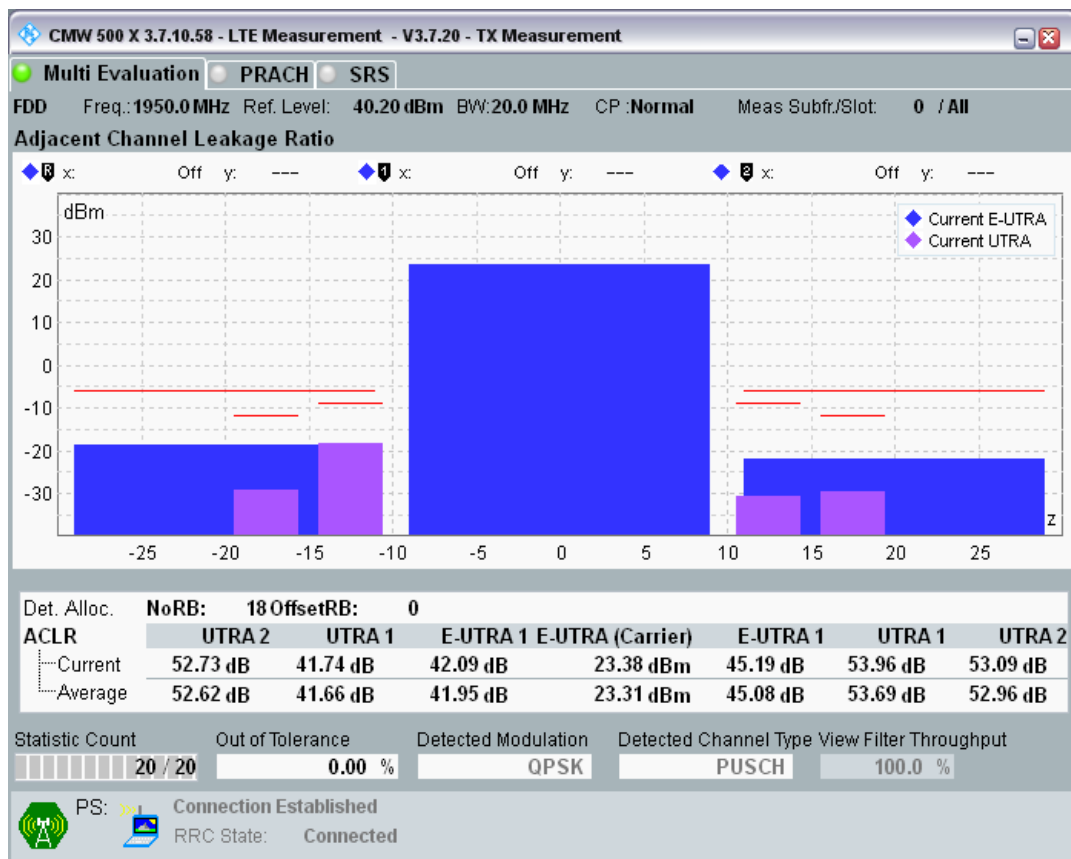 CMW 500 X 3.7.10.58 - LTE Measurement - V3.7.20 - TX Measurement
Multi Evaluation PRACH SRS
FDD Freq.:1950.0 MHz Ref. Level: 40.20 dBm BW:20.0 MHz CP :Normal Meas Subfr./Slot: 0 / All
Adjacent Channel Leakage Ratio
R x: Off y: --- 1 x: Off y: --- 2 x: Off y: ---
dBm
Current E-UTRA
Current UTRA
30
20
10
0
-10
-20
-30
z
-25 -20 -15 -10 -5 0 5 10 15 20 25
Det. Alloc. NoRB: 18 OffsetRB: 0
ACLR UTRA 2 UTRA 1 E-UTRA 1 E-UTRA (Carrier) E-UTRA 1 UTRA 1 UTRA 2
Current 52.73 dB 41.74 dB 42.09 dB 23.38 dBm 45.19 dB 53.96 dB 53.09 dB
Average 52.62 dB 41.66 dB 41.95 dB 23.31 dBm 45.08 dB 53.69 dB 52.96 dB
Statistic Count Out of Tolerance Detected Modulation Detected Channel Type View Filter Throughput
20 / 20 0.00 % QPSK PUSCH 100.0 %
PS: Connection Established
RRC State: Connected